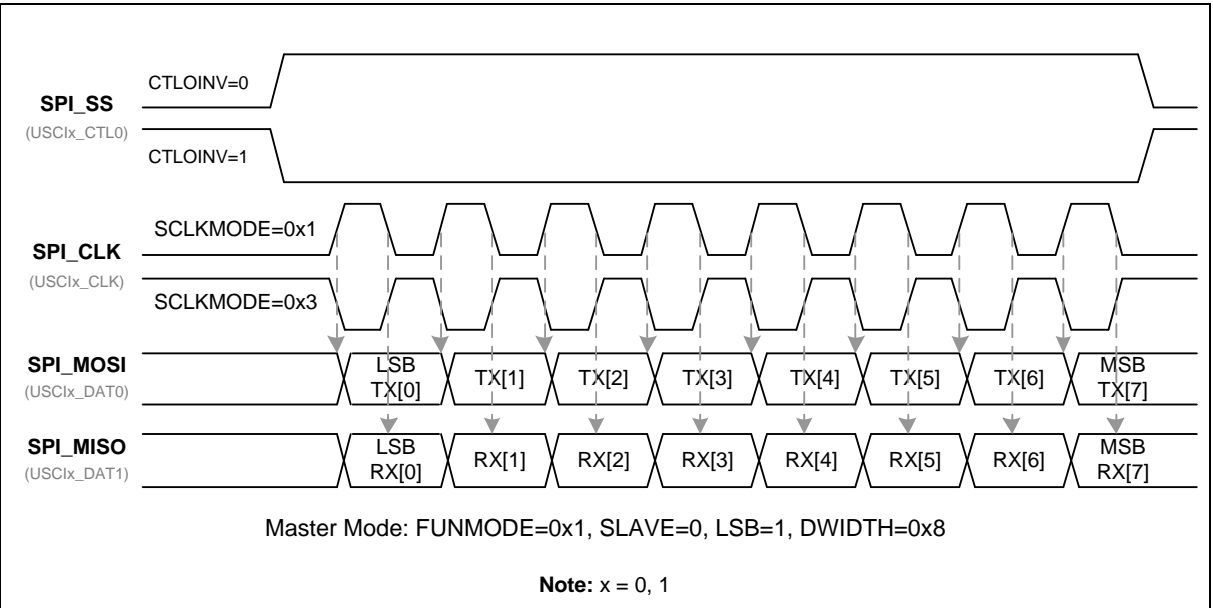 CTLOINV=0
SPI_SS
(USCIx_CTL0)
CTLOINV=1
SCLKMODE=0x1
SPI_CLK
(USCIx_CLK)
SCLKMODE=0x3
SPI_MOSI
(USCIx_DAT0)
LSB
TX[0]
TX[1]
TX[2]
TX[3]
TX[4]
TX[5]
TX[6]
MSB
TX[7]
SPI_MISO
(USCIx_DAT1)
LSB
RX[0]
RX[1]
RX[2]
RX[3]
RX[4]
RX[5]
RX[6]
MSB
RX[7]
Master Mode: FUNMODE=0x1, SLAVE=0, LSB=1, DWIDTH=0x8
Note: x = 0, 1